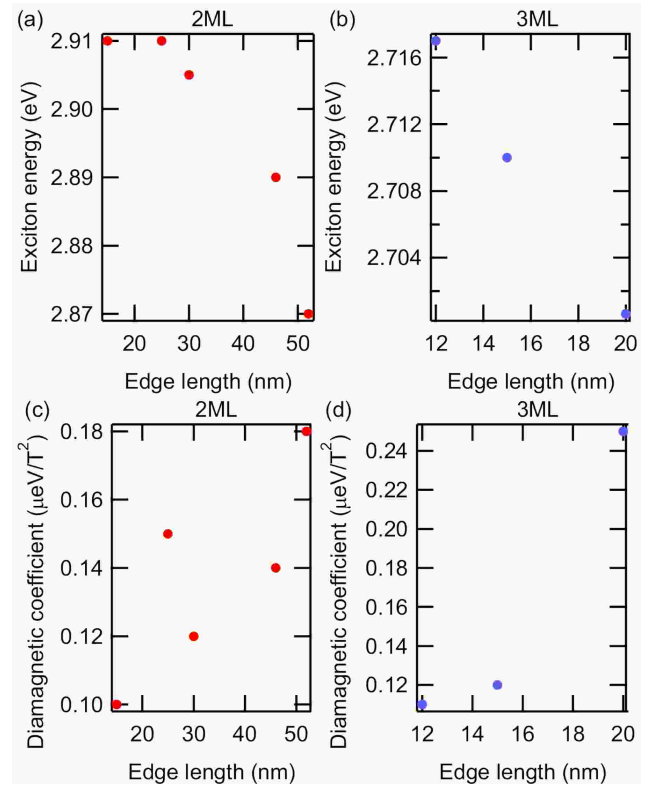 (a) 2ML
Exciton energy (eV)
2.91
2.90
2.89
2.88
2.87
20 30 40 50
Edge length (nm)
(b) 3ML
Exciton energy (eV)
2.716
2.712
2.708
2.704
12 14 16 18 20
Edge length (nm)
(c) 2ML
Diamagnetic coefficient (μeV/T²)
0.18
0.16
0.14
0.12
0.10
20 30 40 50
Edge length (nm)
(d) 3ML
Diamagnetic coefficient (μeV/T²)
0.24
0.22
0.20
0.18
0.16
0.14
0.12
12 14 16 18 20
Edge length (nm)